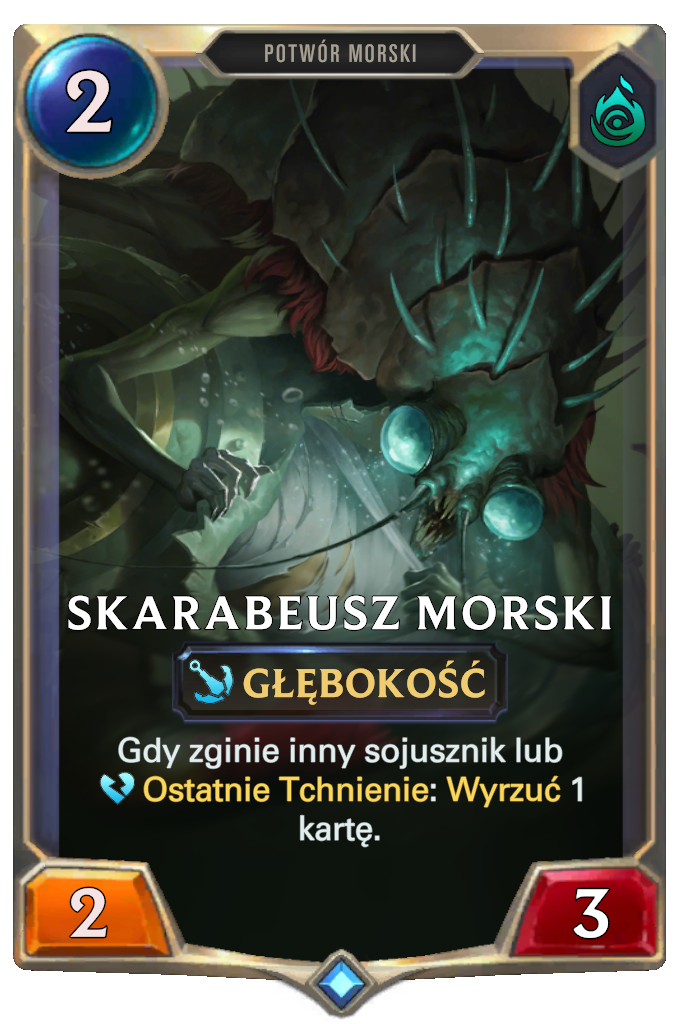 2
POTWÓR MORSKI
SKARABEUSZ MORSKI
GŁĘBOKOŚĆ
Gdy zginie inny sojusznik lub
Ostatnie Tchnienie: Wyrzuć 1
kartę.
2
3